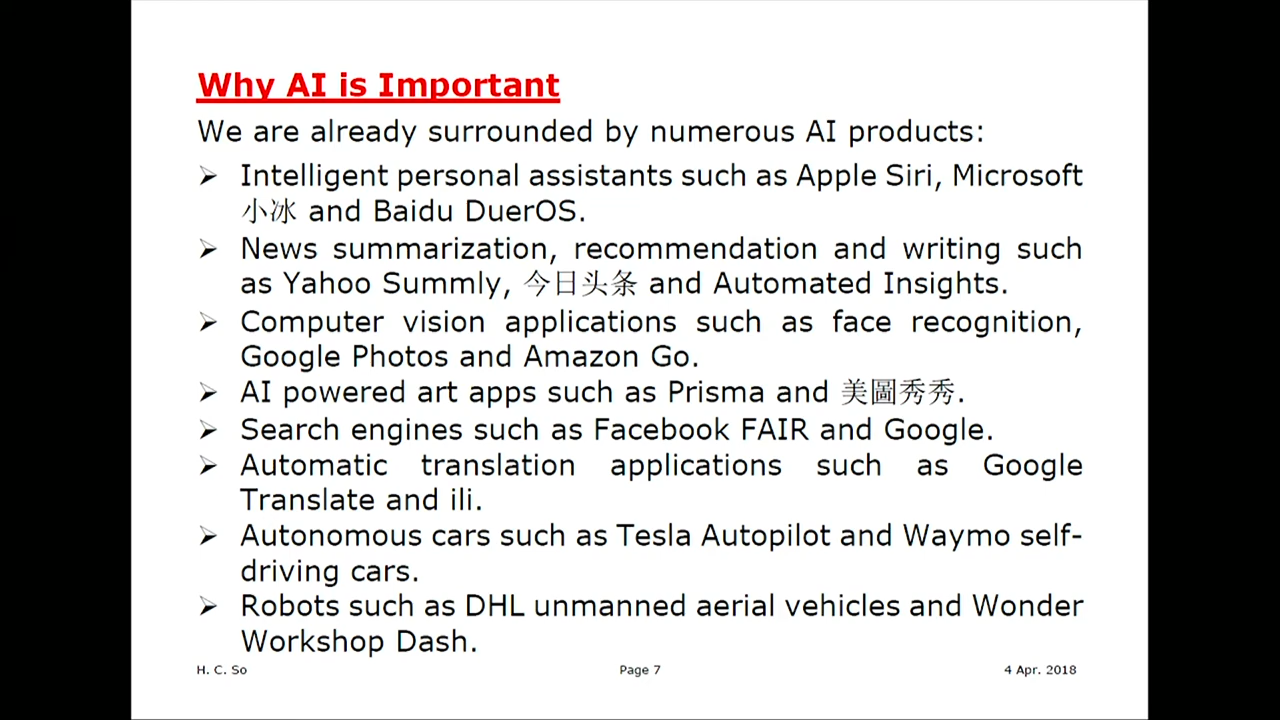 Why AI is Important
We are already surrounded by numerous AI products:
➢ Intelligent personal assistants such as Apple Siri, Microsoft
小冰 and Baidu DuerOS.
➢ News summarization, recommendation and writing such
as Yahoo Summly, 今日头条 and Automated Insights.
➢ Computer vision applications such as face recognition,
Google Photos and Amazon Go.
➢ AI powered art apps such as Prisma and 美圖秀秀.
➢ Search engines such as Facebook FAIR and Google.
➢ Automatic translation applications such as Google
Translate and ili.
➢ Autonomous cars such as Tesla Autopilot and Waymo self-
driving cars.
➢ Robots such as DHL unmanned aerial vehicles and Wonder
Workshop Dash.
H. C. So Page 7 4 Apr. 2018